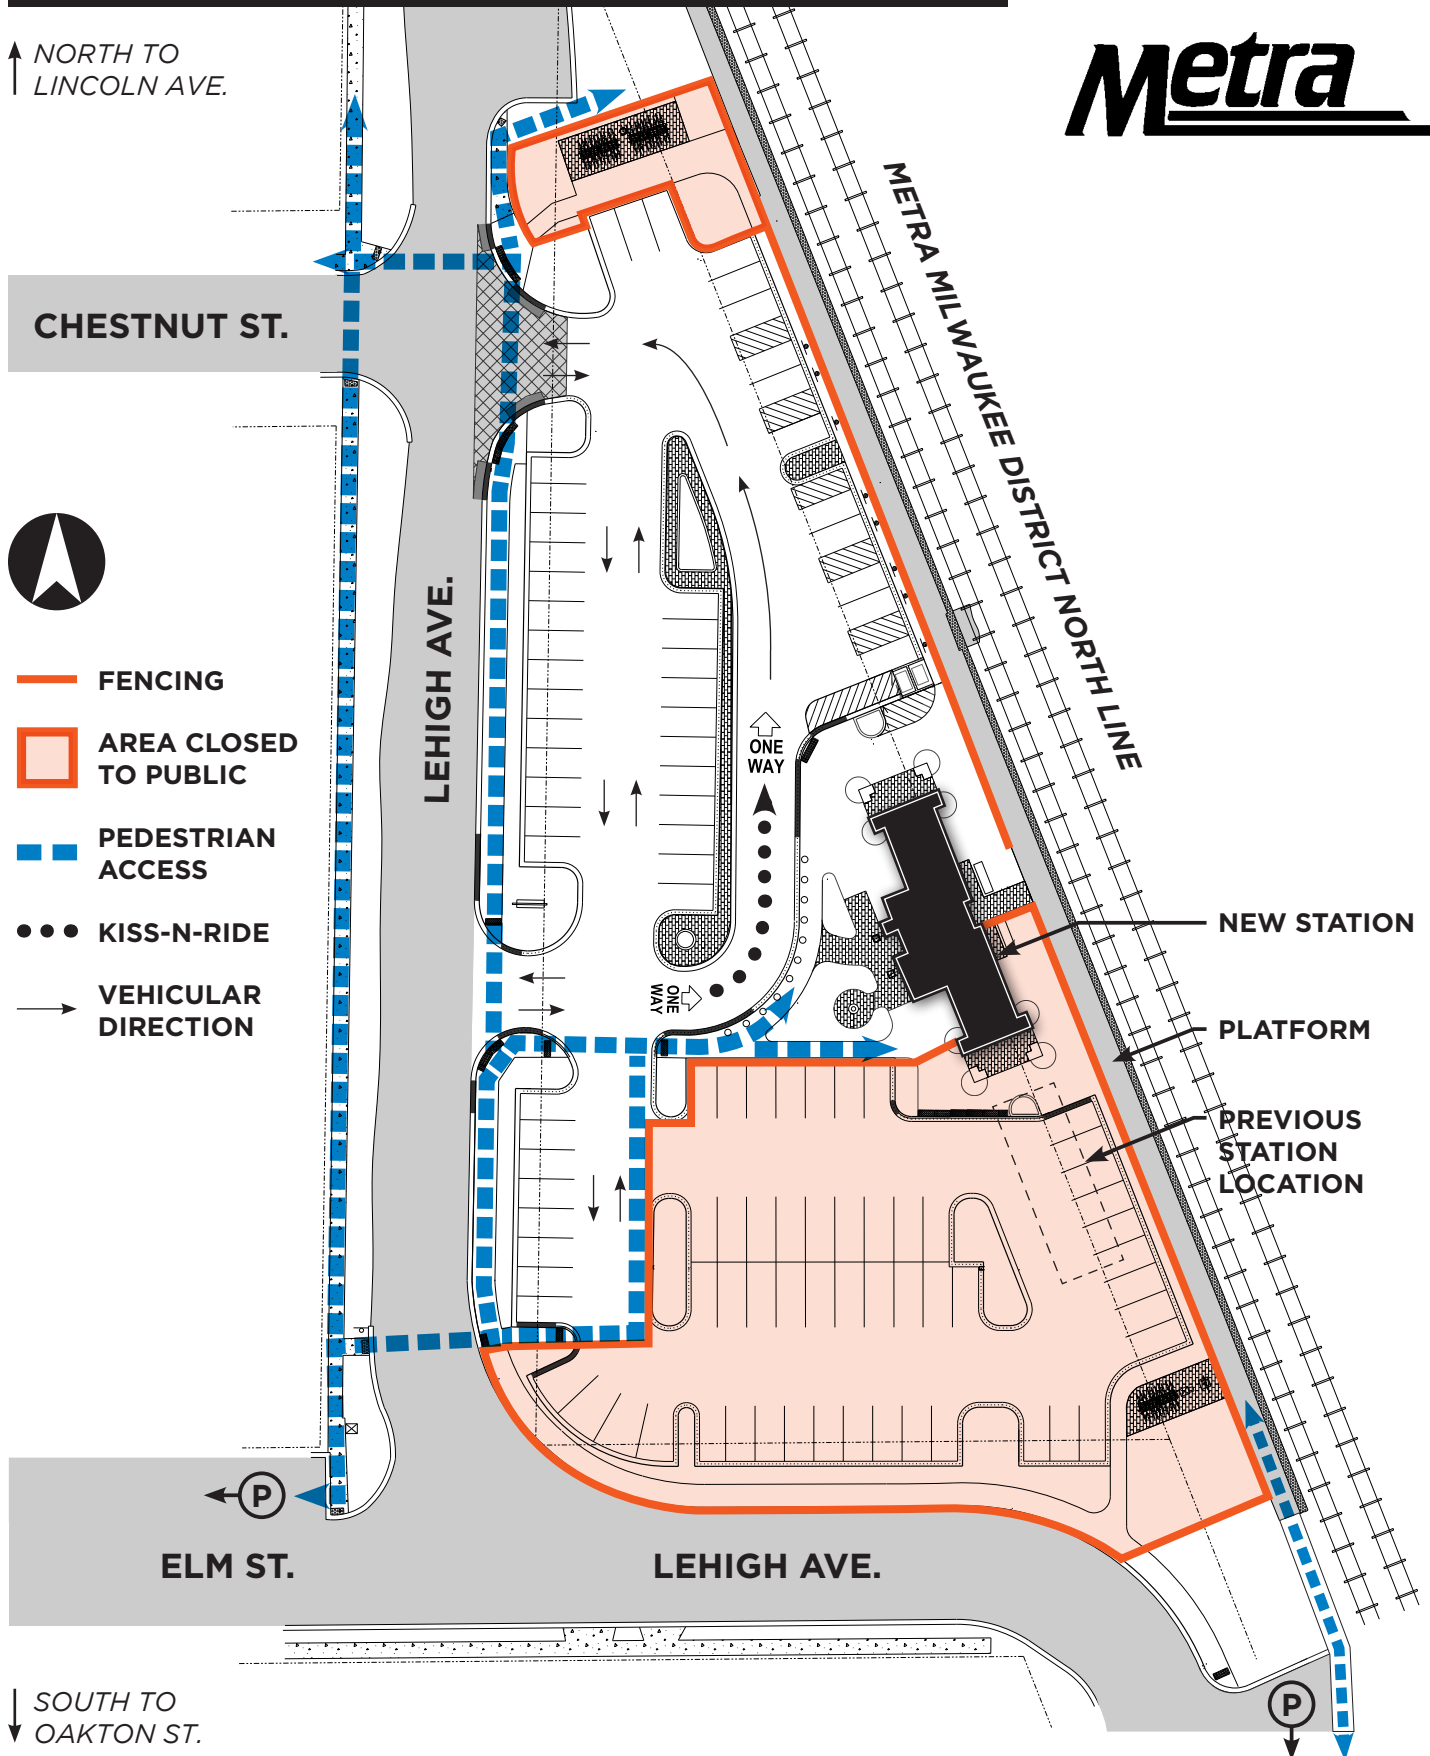 NORTH TO
LINCOLN AVE.
Metra
METRA MILWAUKEE DISTRICT NORTH LINE
CHESTNUT ST.
LEHIGH AVE.
FENCING
AREA CLOSED
TO PUBLIC
PEDESTRIAN
ACCESS
KISS-N-RIDE
VEHICULAR
DIRECTION
ONE
WAY
ONE
WAY
NEW STATION
PLATFORM
PREVIOUS
STATION
LOCATION
P
ELM ST.
LEHIGH AVE.
SOUTH TO
OAKTON ST.
P